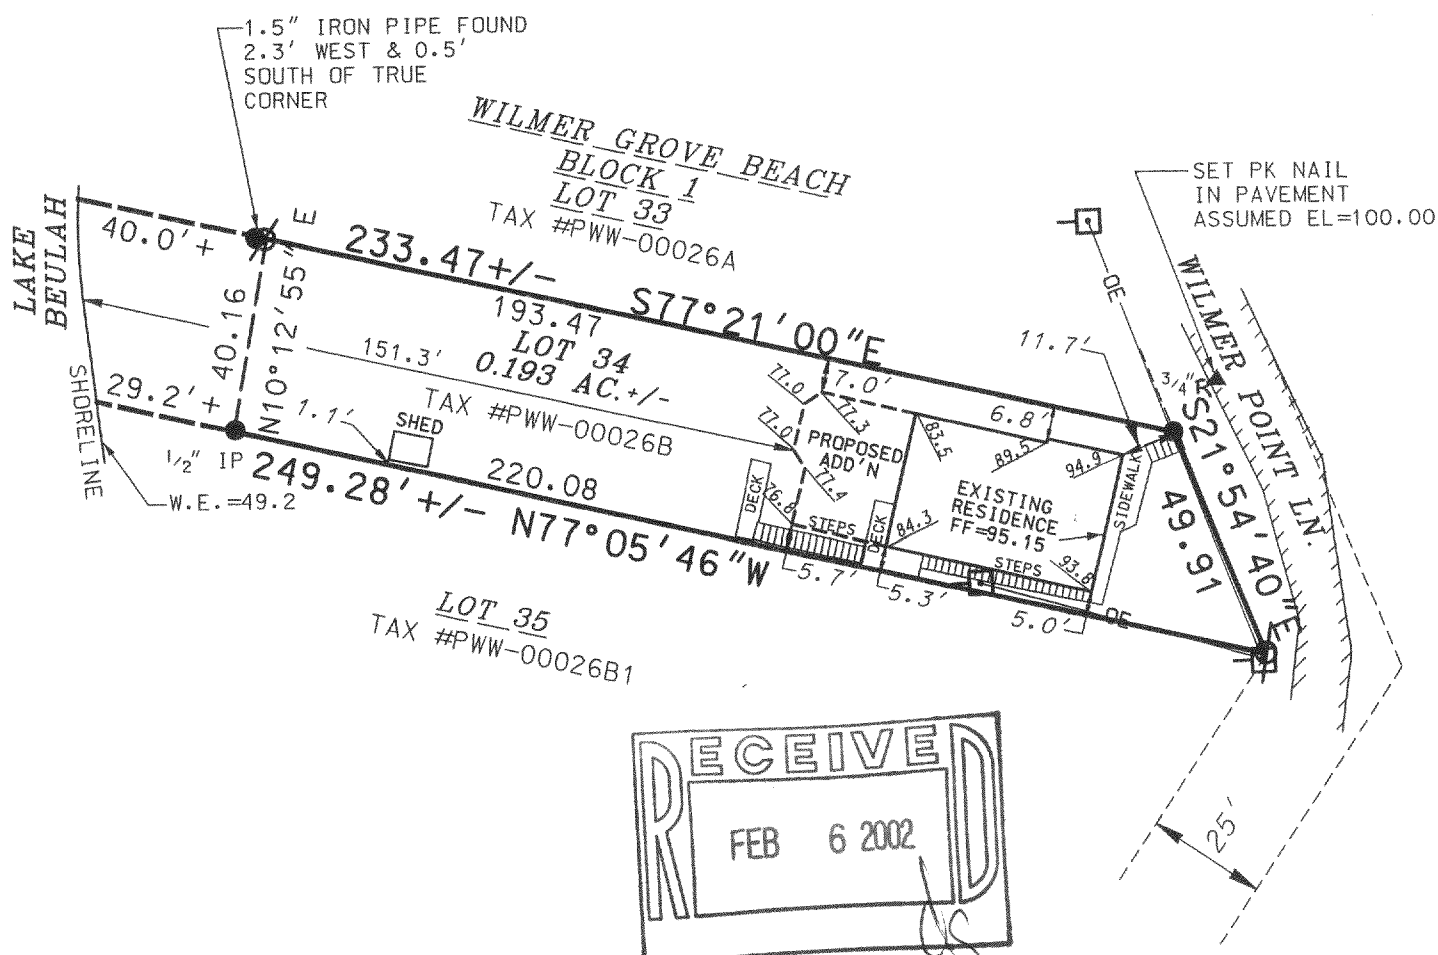 1.5" IRON PIPE FOUND
2.3' WEST & 0.5'
SOUTH OF TRUE
CORNER
WILMER GROVE BEACH
BLOCK 1
LOT 33
TAX #PWW-00026A
SET PK NAIL
IN PAVEMENT
ASSUMED EL=100.00
LAKE
BEULAH
40.0'+
E
233.47+/-
S77°21'00"E
OE
WILMER POINT LN.
40.16
N10°12'55"
193.47
LOT 34
0.193 AC.+/-
TAX #PWW-00026B
151.3'
11.7'
3/4"
77.0
7.0'
77.3
6.8'
S21°54'40"E
49.91
SHORELINE
29.2'+
1.1'
SHED
77.0
PROPOSED
ADD'N
83.5
89.5
94.9
SIDEWALK
1/2" IP
249.28'+/-
220.08
N77°05'46"W
W.E.=49.2
DECK
76.8
77.4
STEPS
DECK
84.3
EXISTING
RESIDENCE
FF=95.15
STEPS
93.8
5.7'
5.3'
5.0'
OE
LOT 35
TAX #PWW-00026B1
RECEIVED
FEB 6 2002
25'